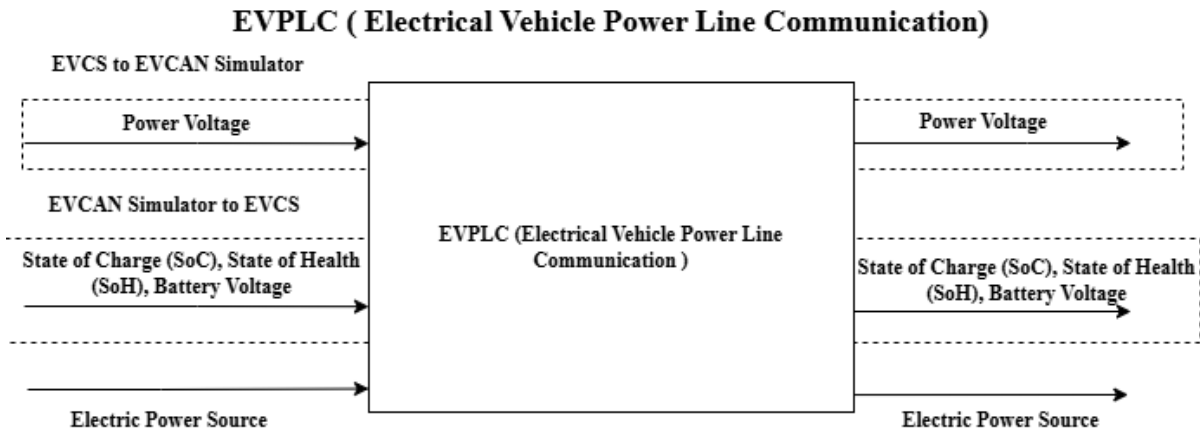 EVPLC ( Electrical Vehicle Power Line Communication)
EVCS to EVCAN Simulator
Power Voltage
Power Voltage
EVCAN Simulator to EVCS
EVPLC (Electrical Vehicle Power Line
Communication )
State of Charge (SoC), State of Health
(SoH), Battery Voltage
State of Charge (SoC), State of Health
(SoH), Battery Voltage
Electric Power Source
Electric Power Source